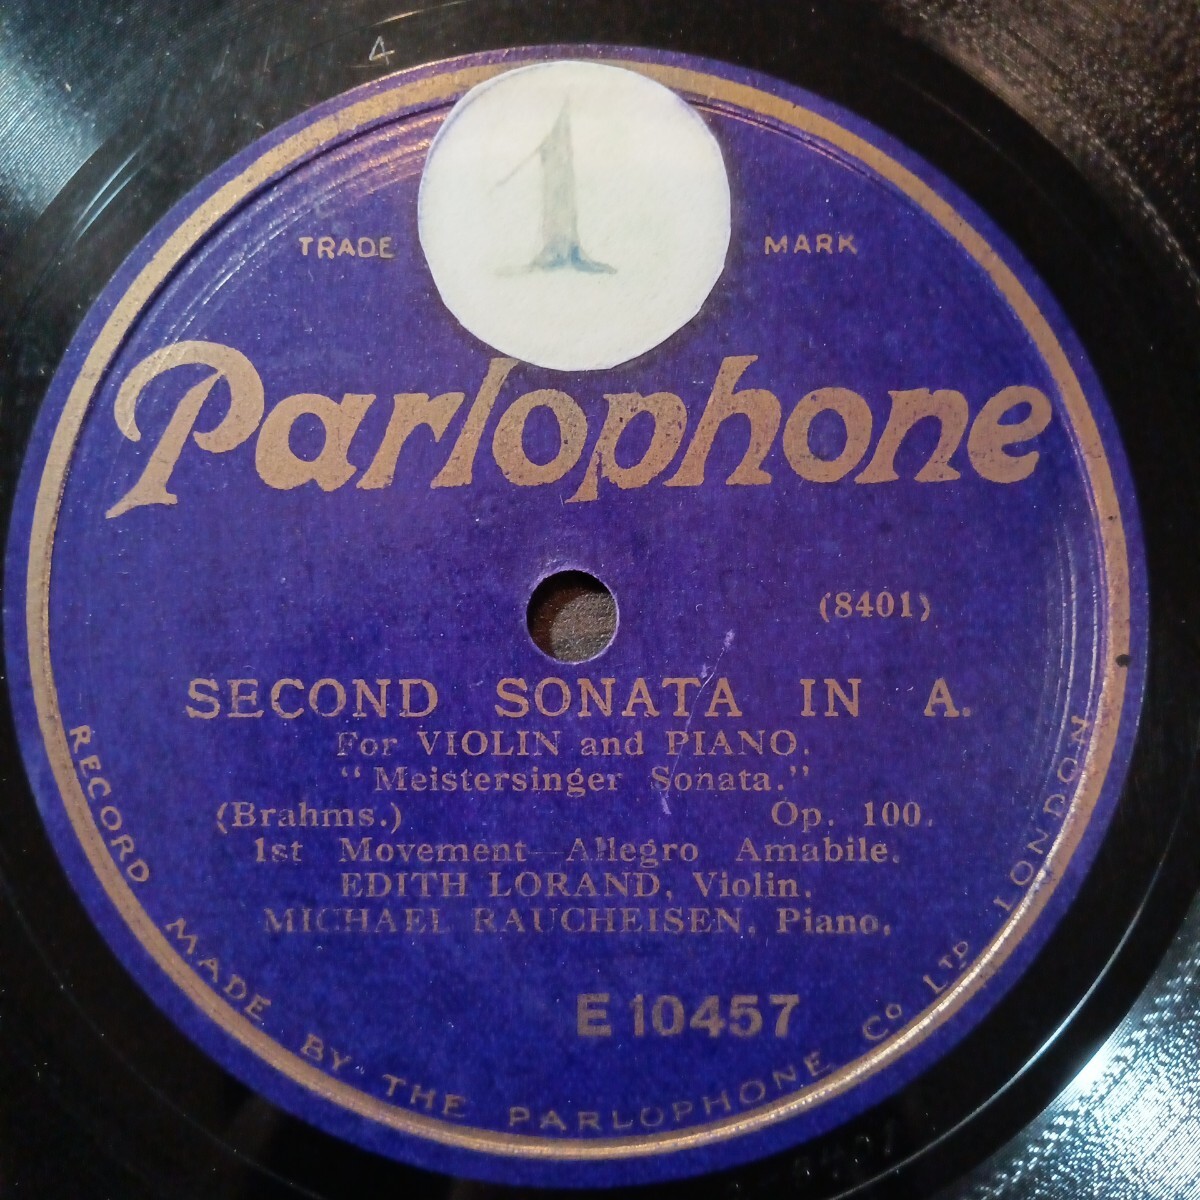 4
1
TRADE MARK
Parlophone
(8401)
SECOND SONATA IN A.
For VIOLIN and PIANO.
"Meistersinger Sonata."
(Brahms.) Op. 100.
1st Movement—Allegro Amabile.
EDITH LORAND, Violin.
MICHAEL RAUCHEISEN, Piano.
E 10457
RECORD MADE BY THE PARLOPHONE Co LTD LONDON